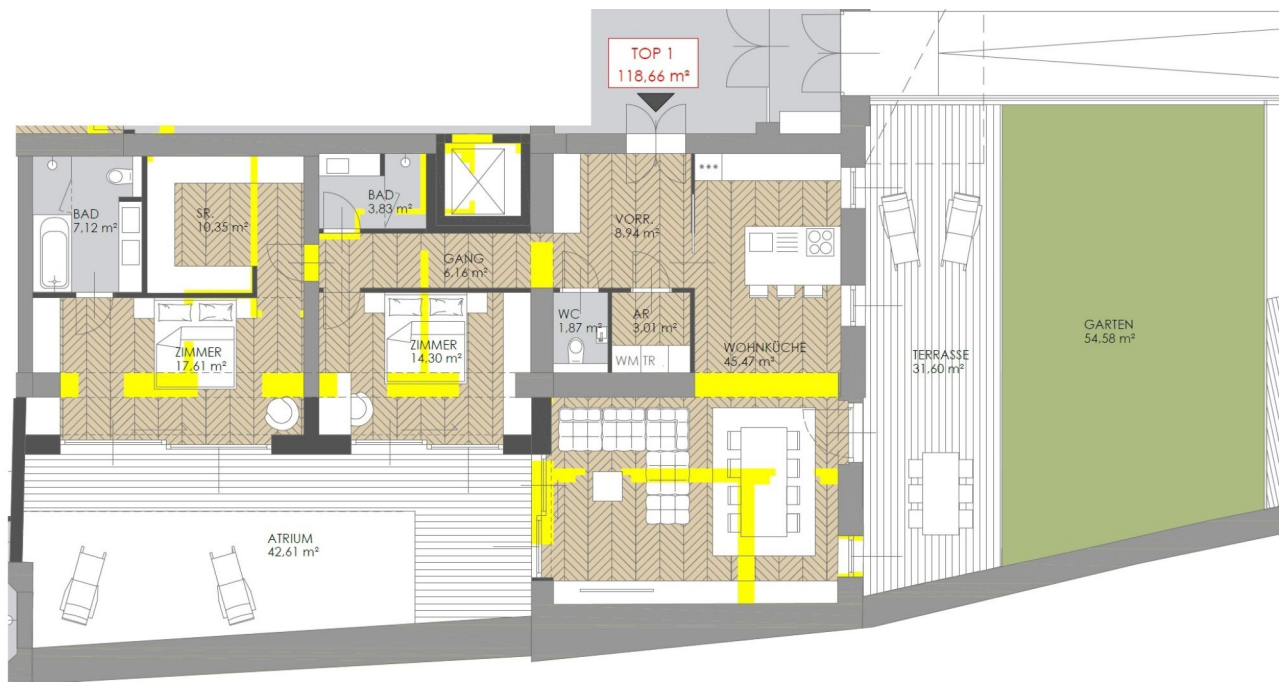 TOP 1
118,66 m²
BAD
7,12 m²
SR.
10,35 m²
BAD
3,83 m²
VORR.
8,94 m²
GANG
6,16 m²
WC
1,87 m²
AR
3,01 m²
WM TR.
WOHNKÜCHE
45,47 m²
ZIMMER
17,61 m²
ZIMMER
14,30 m²
TERRASSE
31,60 m²
GARTEN
54,58 m²
ATRIUM
42,61 m²